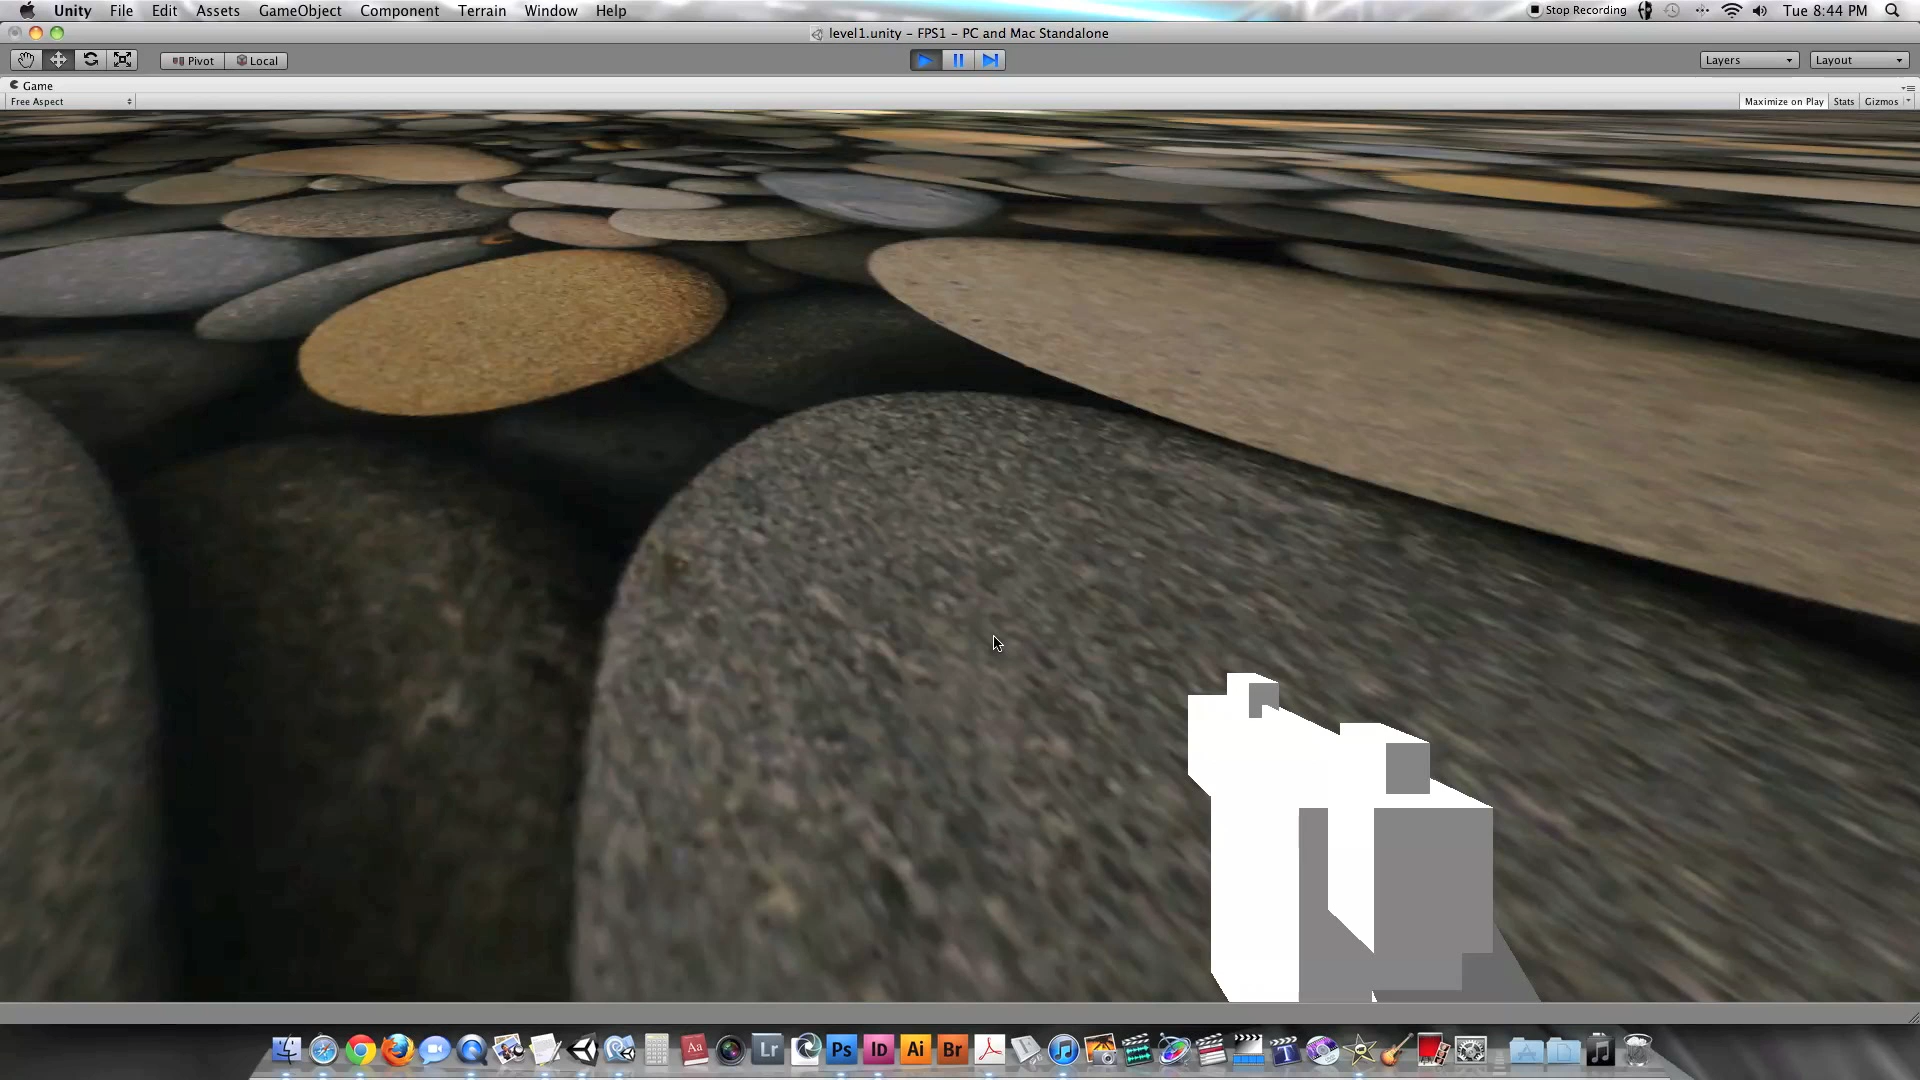 Unity File Edit Assets GameObject Component Terrain Window Help Stop Recording Tue 8:44 PM
level1.unity - FPS1 - PC and Mac Standalone
Pivot Local Layers Layout
Game
Free Aspect Maximize on Play Stats Gizmos
Aa Lr Ps Id Ai Br T